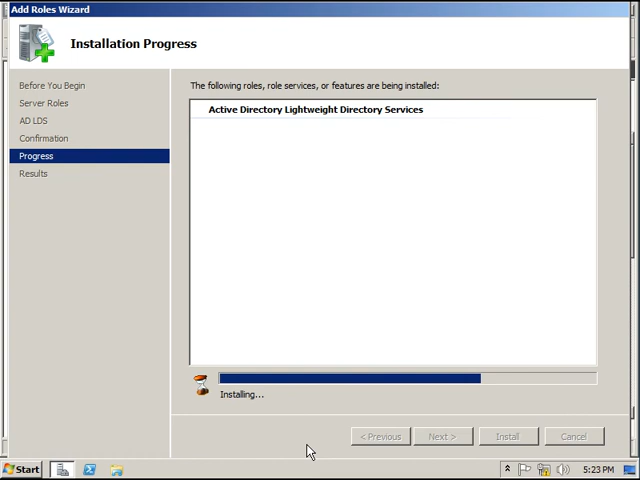 Add Roles Wizard
Installation Progress
Before You Begin
Server Roles
AD LDS
Confirmation
Progress
Results
The following roles, role services, or features are being installed:
Active Directory Lightweight Directory Services
Installing...
< Previous
Next >
Install
Cancel
Start
5:23 PM